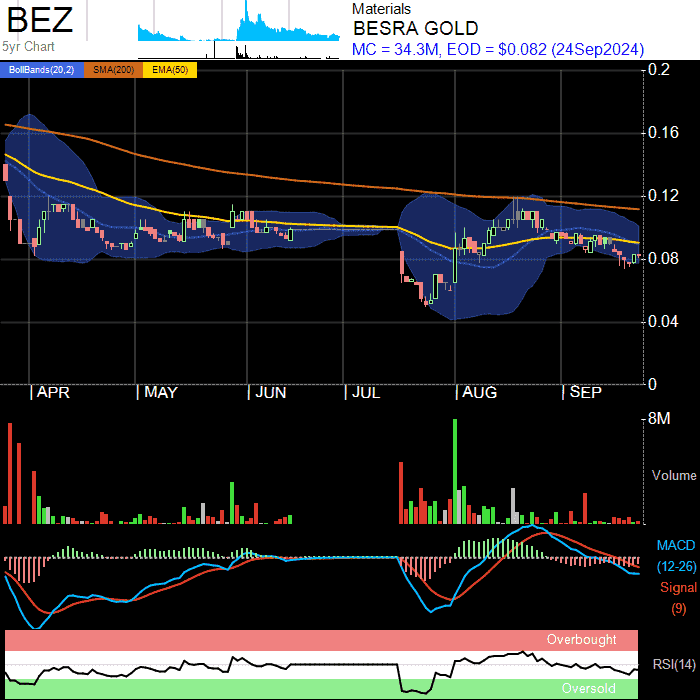 BEZ
5yr Chart
Materials
BESRA GOLD
MC = 34.3M, EOD = $0.082 (24Sep2024)
BollBands(20,2) SMA(200) EMA(50)
0.2
0.16
0.12
0.08
0.04
0
APR MAY JUN JUL AUG SEP
8M
Volume
MACD
(12-26)
Signal
(9)
Overbought
RSI(14)
Oversold